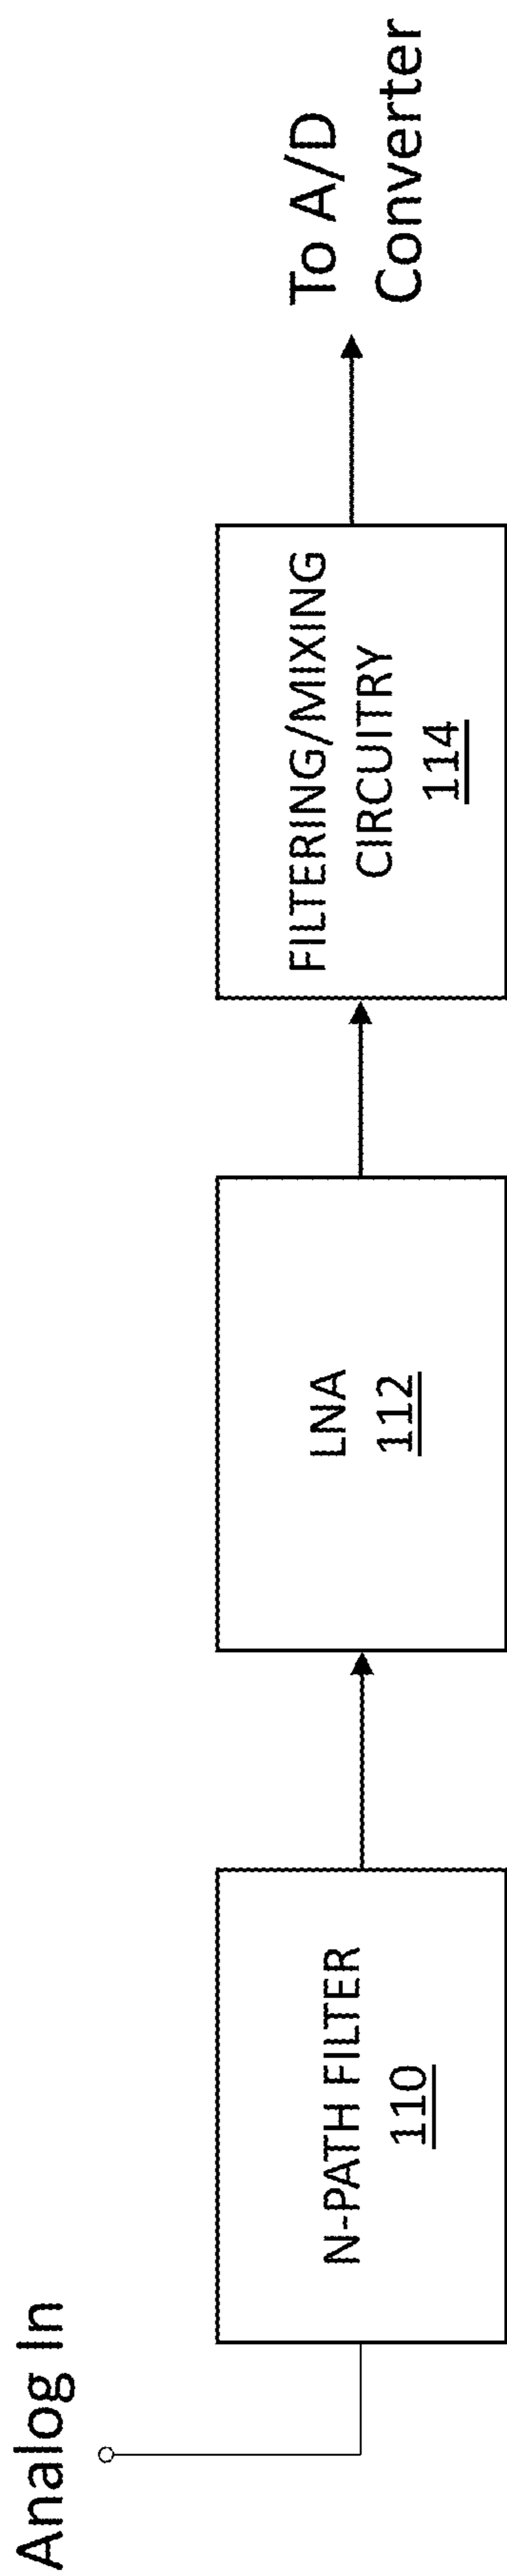 Analog In
N-PATH FILTER
110
LNA
112
FILTERING/MIXING
CIRCUITRY
114
To A/D
Converter